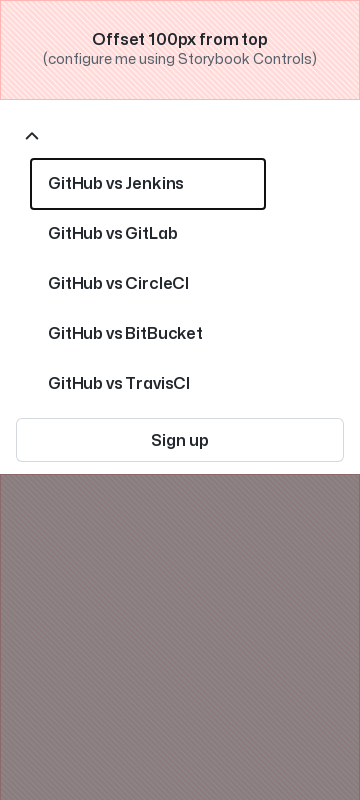 Offset 100px from top
(configure me using Storybook Controls)
GitHub vs Jenkins
GitHub vs GitLab
GitHub vs CircleCI
GitHub vs BitBucket
GitHub vs TravisCI
Sign up